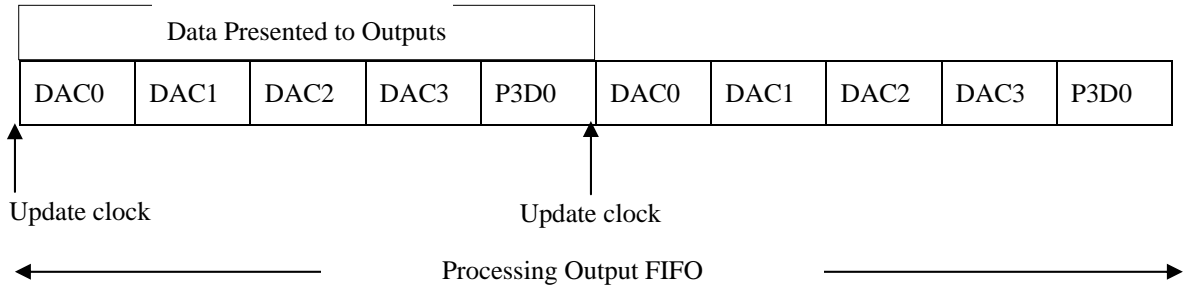 Data Presented to Outputs
DAC0 DAC1 DAC2 DAC3 P3D0 DAC0 DAC1 DAC2 DAC3 P3D0
Update clock Update clock
Processing Output FIFO